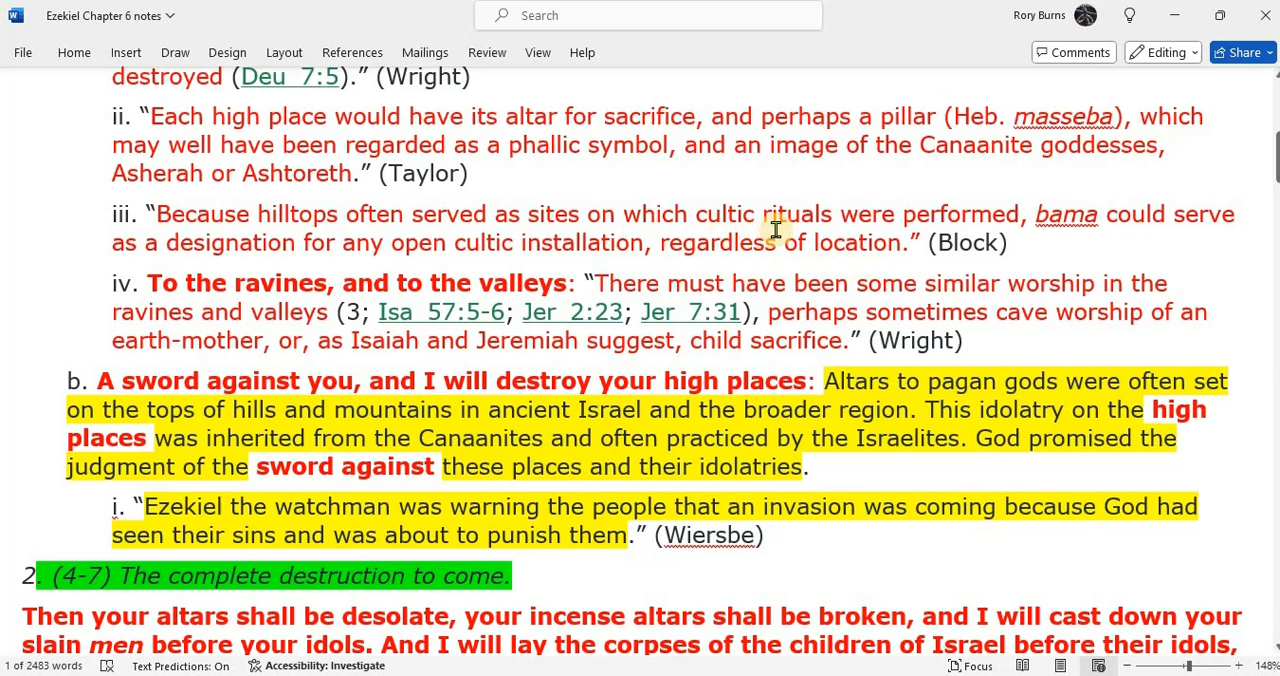 Ezekiel Chapter 6 notes
Search
Rory Burns
File Home Insert Draw Design Layout References Mailings Review View Help Comments Editing Share
destroyed (Deu 7:5).” (Wright)
ii. “Each high place would have its altar for sacrifice, and perhaps a pillar (Heb. masseba), which
may well have been regarded as a phallic symbol, and an image of the Canaanite goddesses,
Asherah or Ashtoreth.” (Taylor)
iii. “Because hilltops often served as sites on which cultic rituals were performed, bama could serve
as a designation for any open cultic installation, regardless of location.” (Block)
iv. To the ravines, and to the valleys: “There must have been some similar worship in the
ravines and valleys (3; Isa 57:5-6; Jer 2:23; Jer 7:31), perhaps sometimes cave worship of an
earth-mother, or, as Isaiah and Jeremiah suggest, child sacrifice.” (Wright)
b. A sword against you, and I will destroy your high places: Altars to pagan gods were often set
on the tops of hills and mountains in ancient Israel and the broader region. This idolatry on the high
places was inherited from the Canaanites and often practiced by the Israelites. God promised the
judgment of the sword against these places and their idolatries.
i. “Ezekiel the watchman was warning the people that an invasion was coming because God had
seen their sins and was about to punish them.” (Wiersbe)
2. (4-7) The complete destruction to come.
Then your altars shall be desolate, your incense altars shall be broken, and I will cast down your
slain men before your idols. And I will lay the corpses of the children of Israel before their idols,
1 of 2483 words Text Predictions: On Accessibility: Investigate Focus 148%